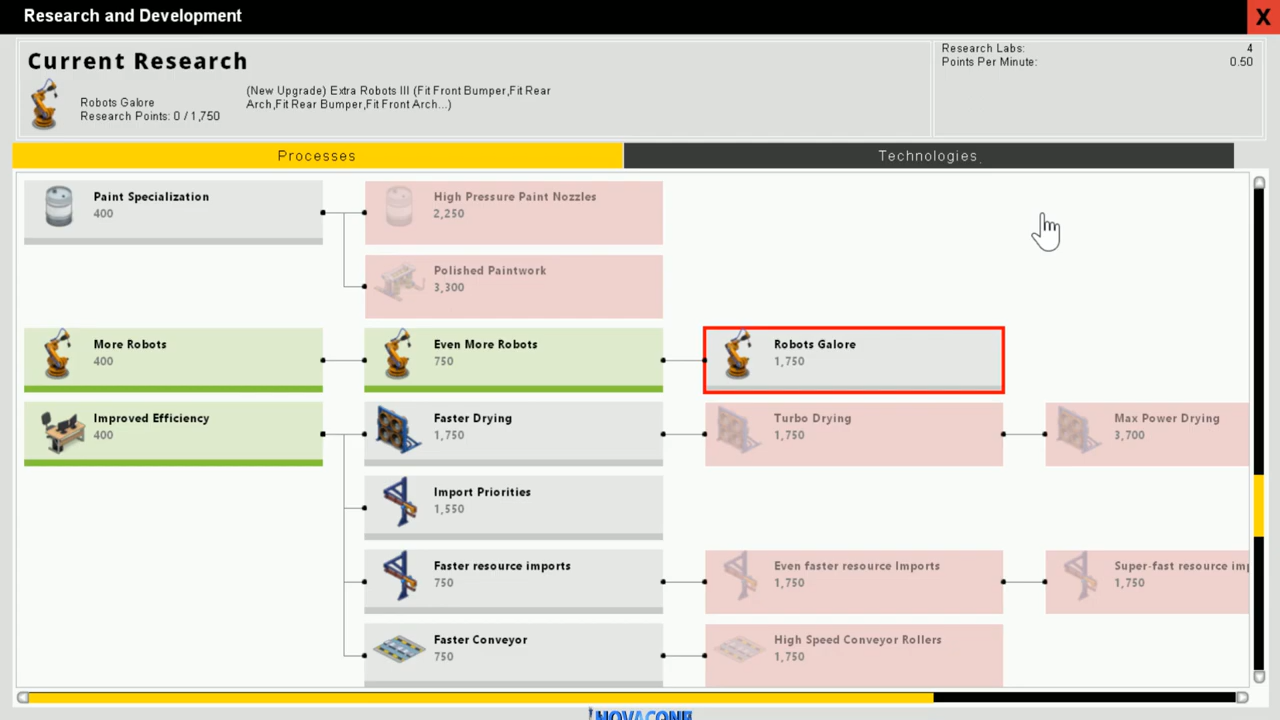 Research and Development
X
Current Research
Robots Galore
Research Points: 0 / 1,750
(New Upgrade) Extra Robots III (Fit Front Bumper,Fit Rear
Arch,Fit Rear Bumper,Fit Front Arch...)
Research Labs: 4
Points Per Minute: 0.50
Processes
Technologies
Paint Specialization
400
High Pressure Paint Nozzles
2,250
Polished Paintwork
3,300
More Robots
400
Even More Robots
750
Robots Galore
1,750
Improved Efficiency
400
Faster Drying
1,750
Turbo Drying
1,750
Max Power Drying
3,700
Import Priorities
1,550
Faster resource imports
750
Even faster resource Imports
1,750
Super-fast resource
1,750
Faster Conveyor
750
High Speed Conveyor Rollers
1,750